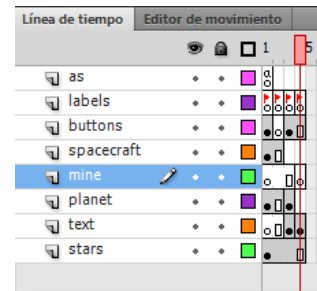 Línea de tiempo Editor de movimiento
1 5
as
labels
buttons
spacecraft
mine
planet
text
stars